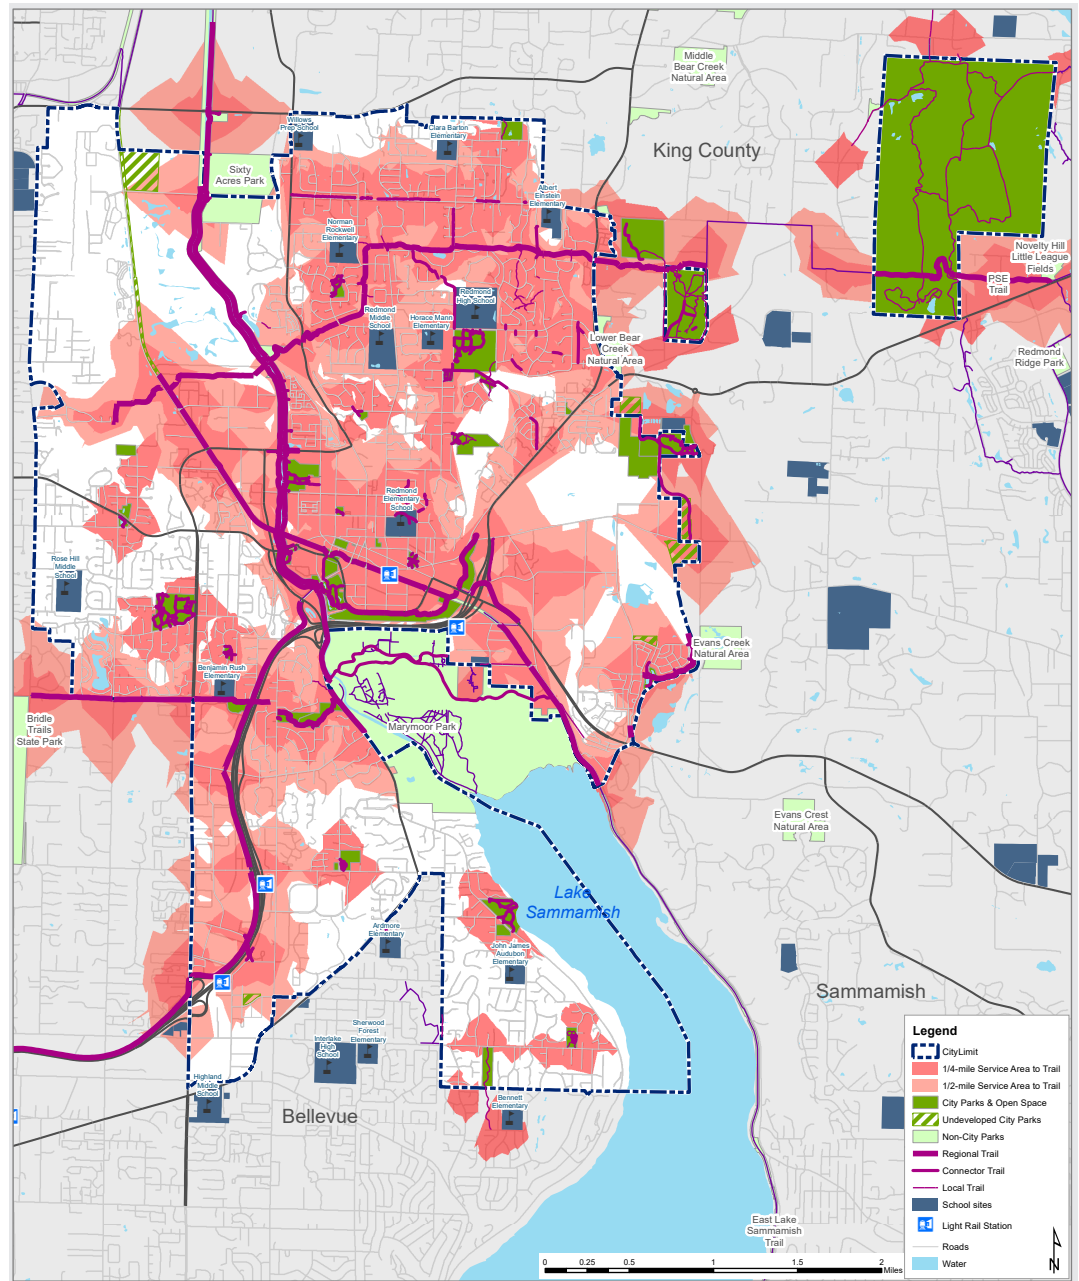 Middle
Bear Creek
Natural Area
Willows
Prep School
Clara Barton
Elementary
King County
Sixty
Acres Park
Albert
Einstein
Elementary
Norman
Rockwell
Elementary
Novelty Hill
Little League
Fields
PSE
Trail
Redmond
High School
Redmond
Middle
School
Horace Mann
Elementary
Lower Bear
Creek
Natural Area
Redmond
Ridge Park
Redmond
Elementary
School
Rose Hill
Middle
School
Evans Creek
Natural Area
Benjamin Rush
Elementary
Bridle
Trails
State Park
Marymoor Park
Evans Crest
Natural Area
Lake
Sammamish
Ardmore
Elementary
John James
Audubon
Elementary
Sammamish
Sherwood
Forest
Elementary
Interlake
High
School
Highland
Middle
School
Bennett
Elementary
Bellevue
East Lake
Sammamish
Trail
Legend
CityLimit
1/4-mile Service Area to Trail
1/2-mile Service Area to Trail
City Parks & Open Space
Undeveloped City Parks
Non-City Parks
Regional Trail
Connector Trail
Local Trail
School sites
Light Rail Station
Roads
Water
0 0.25 0.5 1 1.5 2
Miles
N